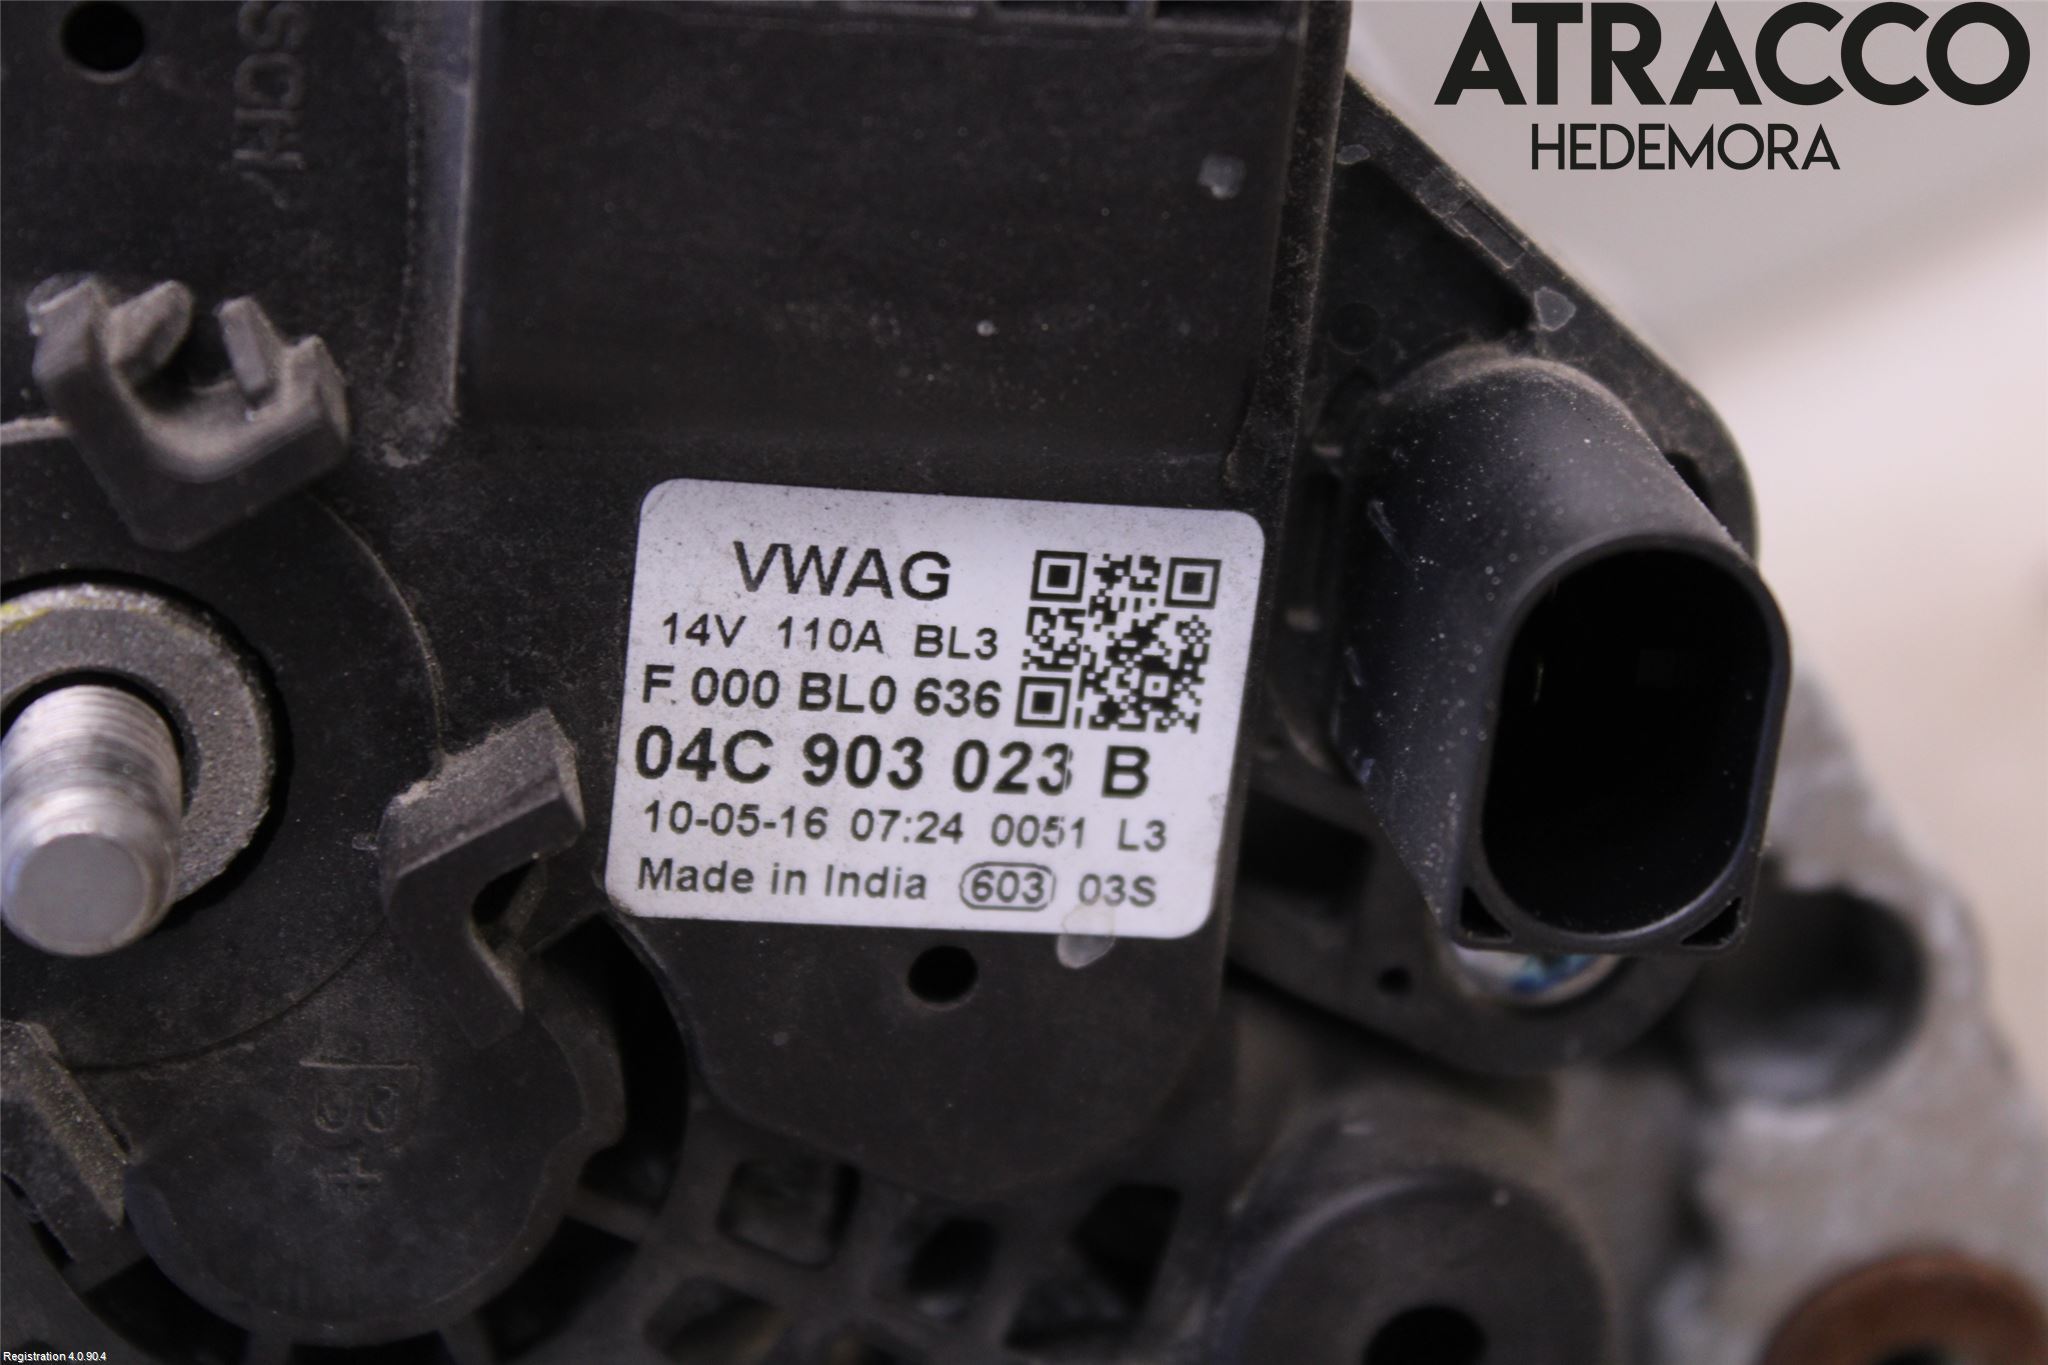 ATRACCO
HEDEMORA
SCH
VWAG
14V 110A BL3
F 000 BL0 636
04C 903 023 B
10-05-16 07:24 0051 L3
Made in India 603 03S
B+
Registration 4.0.90.4